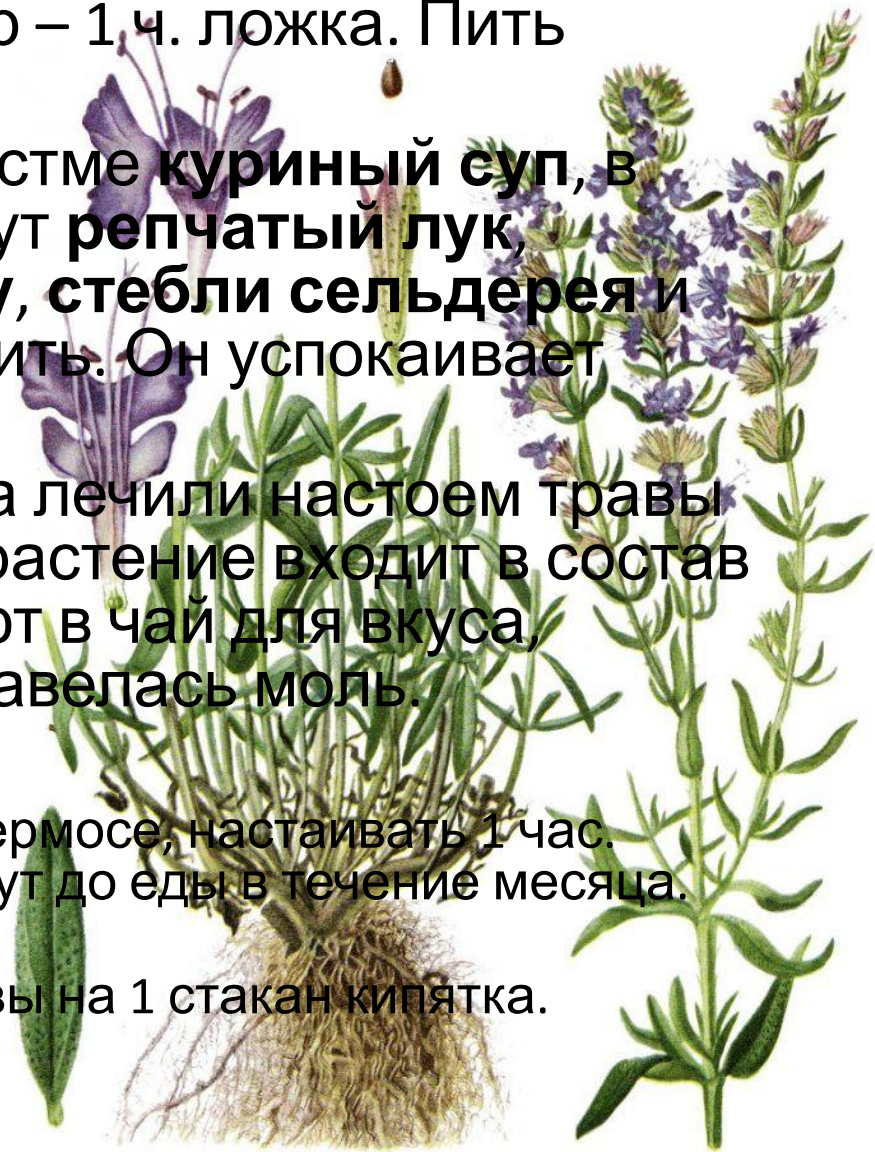 р – 1 ч. ложка. Пить
стме куриный суп, в
ут репчатый лук,
у, стебли сельдерея и
ить. Он успокаивает
а лечили настоем травы
растение входит в состав
ют в чай для вкуса,
авелась моль.
ермосе, настаивать 1 час.
ут до еды в течение месяца.
вы на 1 стакан кипятка.